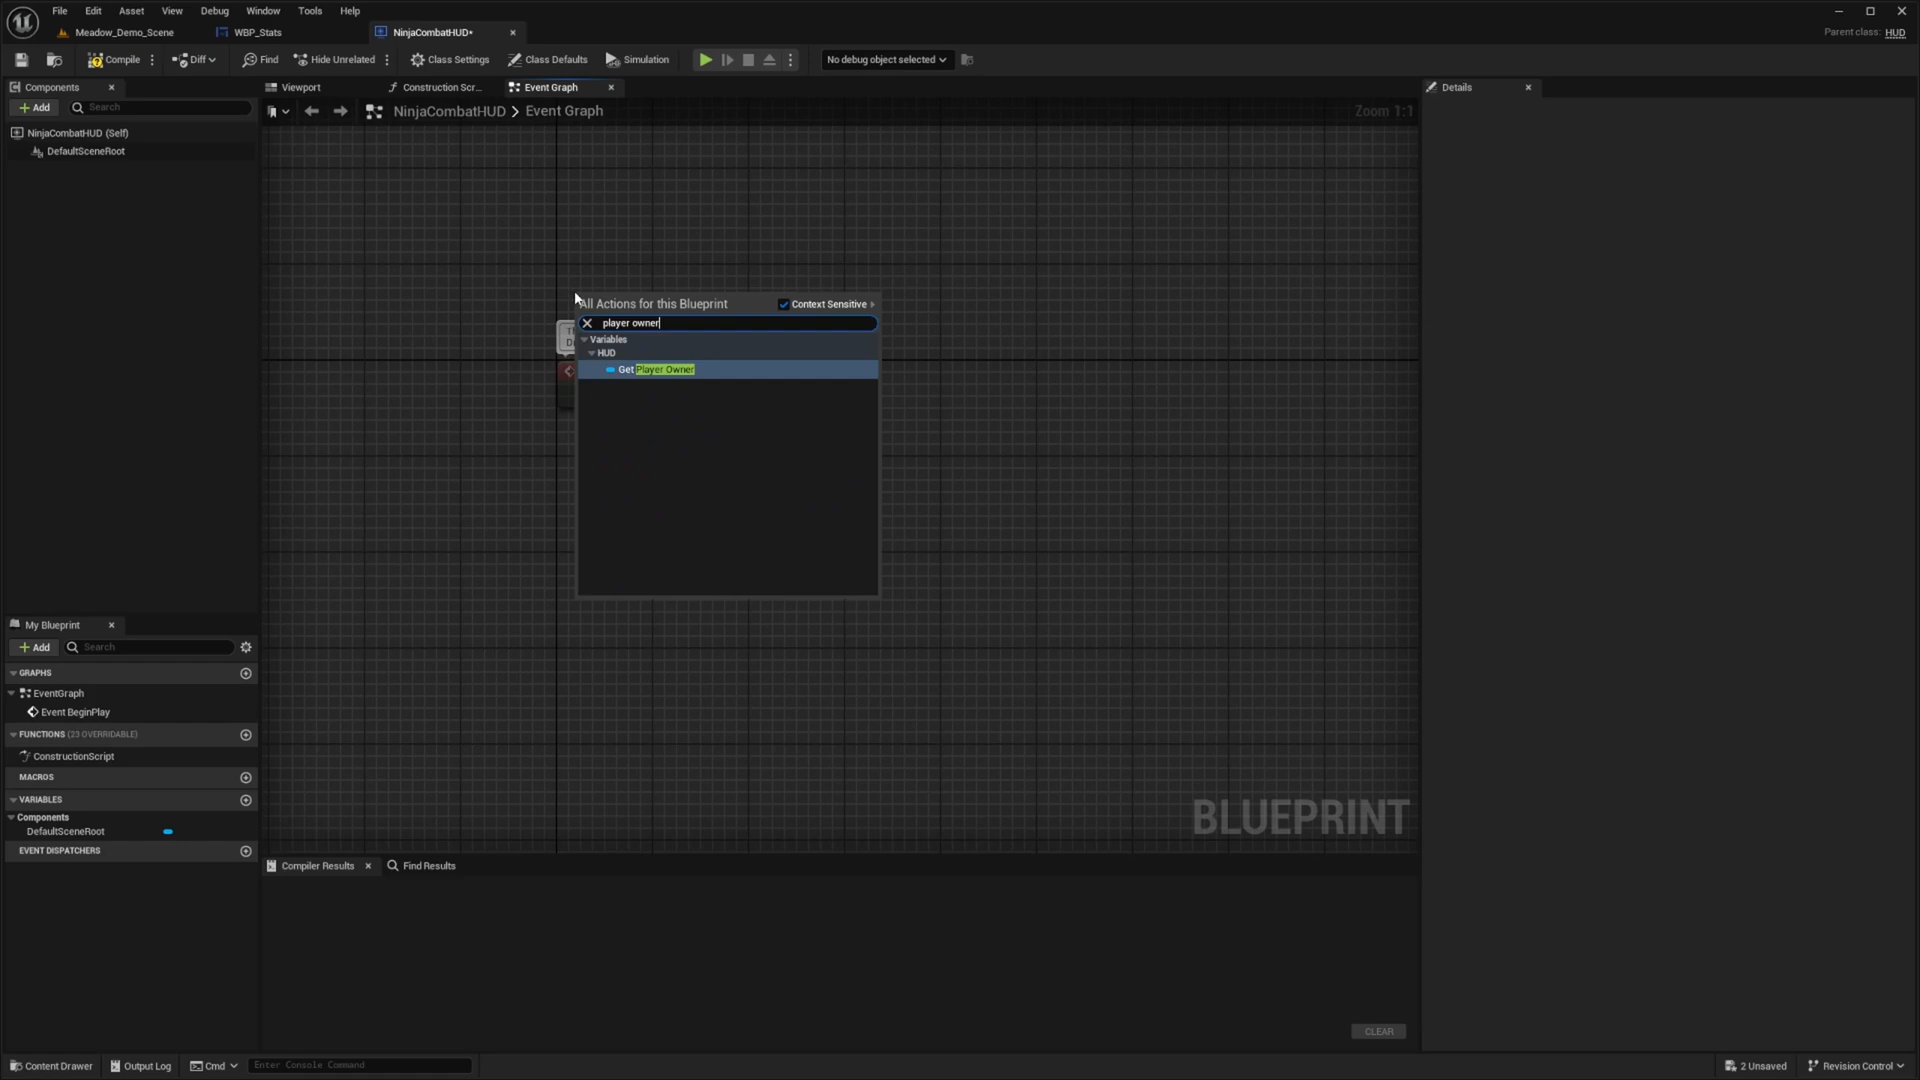 File Edit Asset View Debug Window Tools Help
Meadow_Demo_Scene WBP_Stats NinjaCombatHUD* Parent class: HUD
Compile Diff Find Hide Unrelated Class Settings Class Defaults Simulation No debug object selected
Components Viewport Construction Scr... Event Graph Details
Add Search NinjaCombatHUD > Event Graph Zoom 1:1
NinjaCombatHUD (Self)
DefaultSceneRoot
All Actions for this Blueprint Context Sensitive
player owner
Variables
HUD
Get Player Owner
My Blueprint
Add Search
GRAPHS
EventGraph
Event BeginPlay
FUNCTIONS (23 OVERRIDABLE)
ConstructionScript
MACROS
VARIABLES
Components
DefaultSceneRoot
EVENT DISPATCHERS
BLUEPRINT
Compiler Results Find Results
CLEAR
Content Drawer Output Log Cmd Enter Console Command 2 Unsaved Revision Control